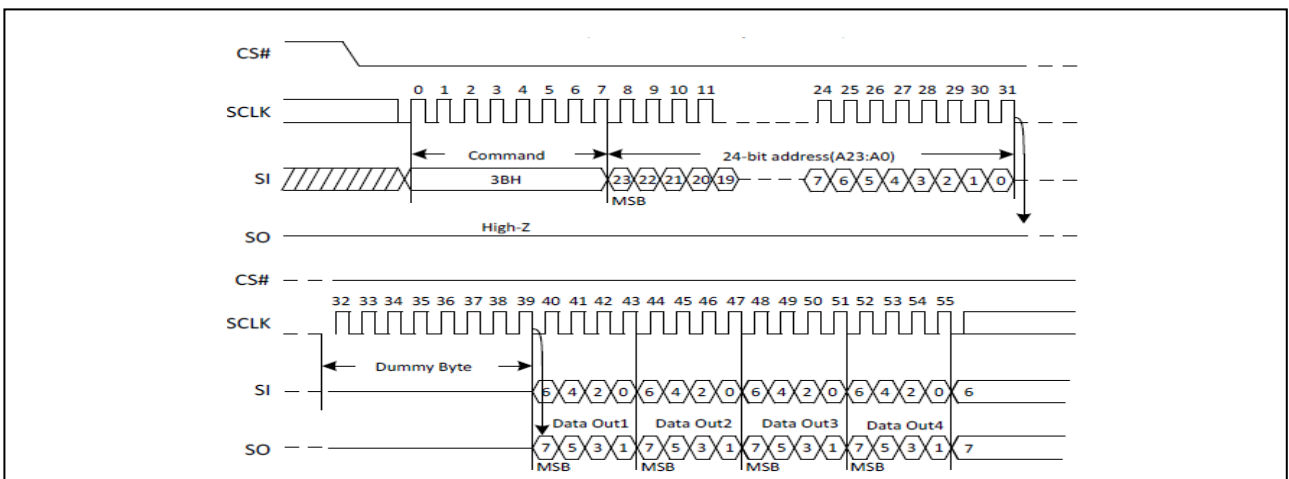 CS#
0 1 2 3 4 5 6 7 8 9 10 11 24 25 26 27 28 29 30 31
SCLK
Command 24-bit address(A23:A0)
SI 3BH 23 22 21 20 19 7 6 5 4 3 2 1 0
MSB
High-Z
SO
CS#
32 33 34 35 36 37 38 39 40 41 42 43 44 45 46 47 48 49 50 51 52 53 54 55
SCLK
Dummy Byte
SI 6 4 2 0 6 4 2 0 6 4 2 0 6 4 2 0 6
Data Out1 Data Out2 Data Out3 Data Out4
SO 7 5 3 1 7 5 3 1 7 5 3 1 7 5 3 1 7
MSB MSB MSB MSB